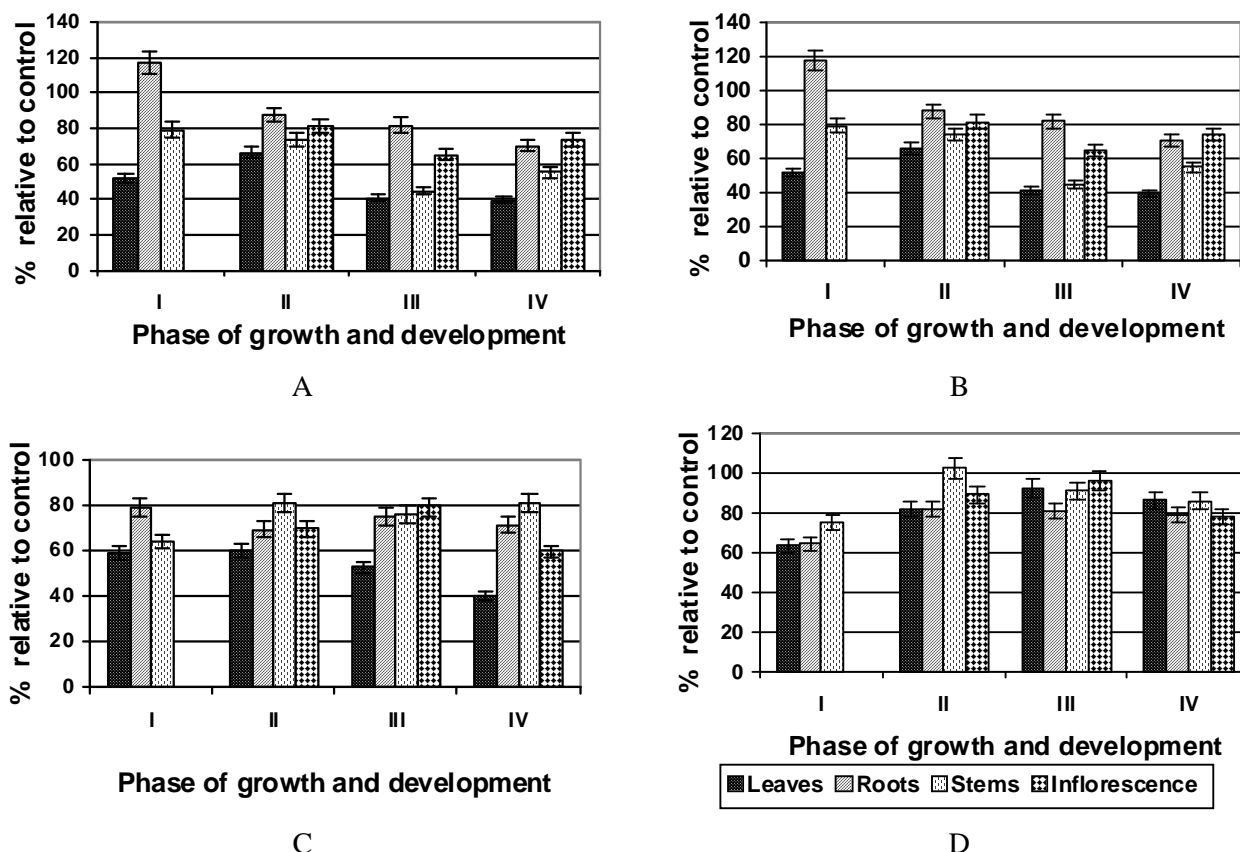 140
120
100
80
60
40
20
0
% relative to control
I II III IV
Phase of growth and development
A
140
120
100
80
60
40
20
0
% relative to control
I II III IV
Phase of growth and development
B
100
80
60
40
20
0
% relative to control
I II III IV
Phase of growth and development
C
120
100
80
60
40
20
0
% relative to control
I II III IV
Phase of growth and development
Leaves Roots Stems Inflorescence
D